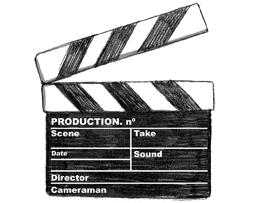 PRODUCTION. nº
Scene Take
Date Sound
Director
Cameraman